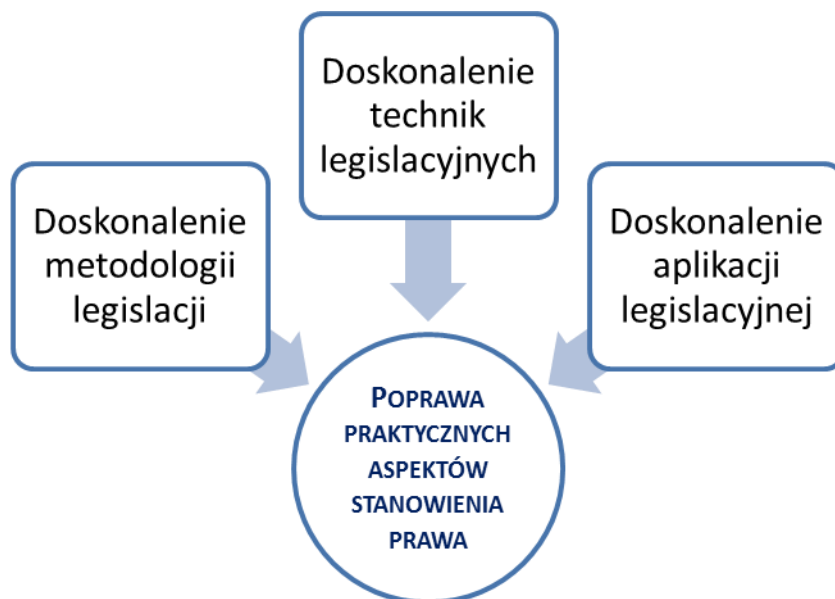 Doskonalenie
technik
legislacyjnych
Doskonalenie
metodologii
legislacji
Doskonalenie
aplikacji
legislacyjnej
POPRAWA
PRAKTYCZNYCH
ASPEKTÓW
STANOWIENIA
PRAWA